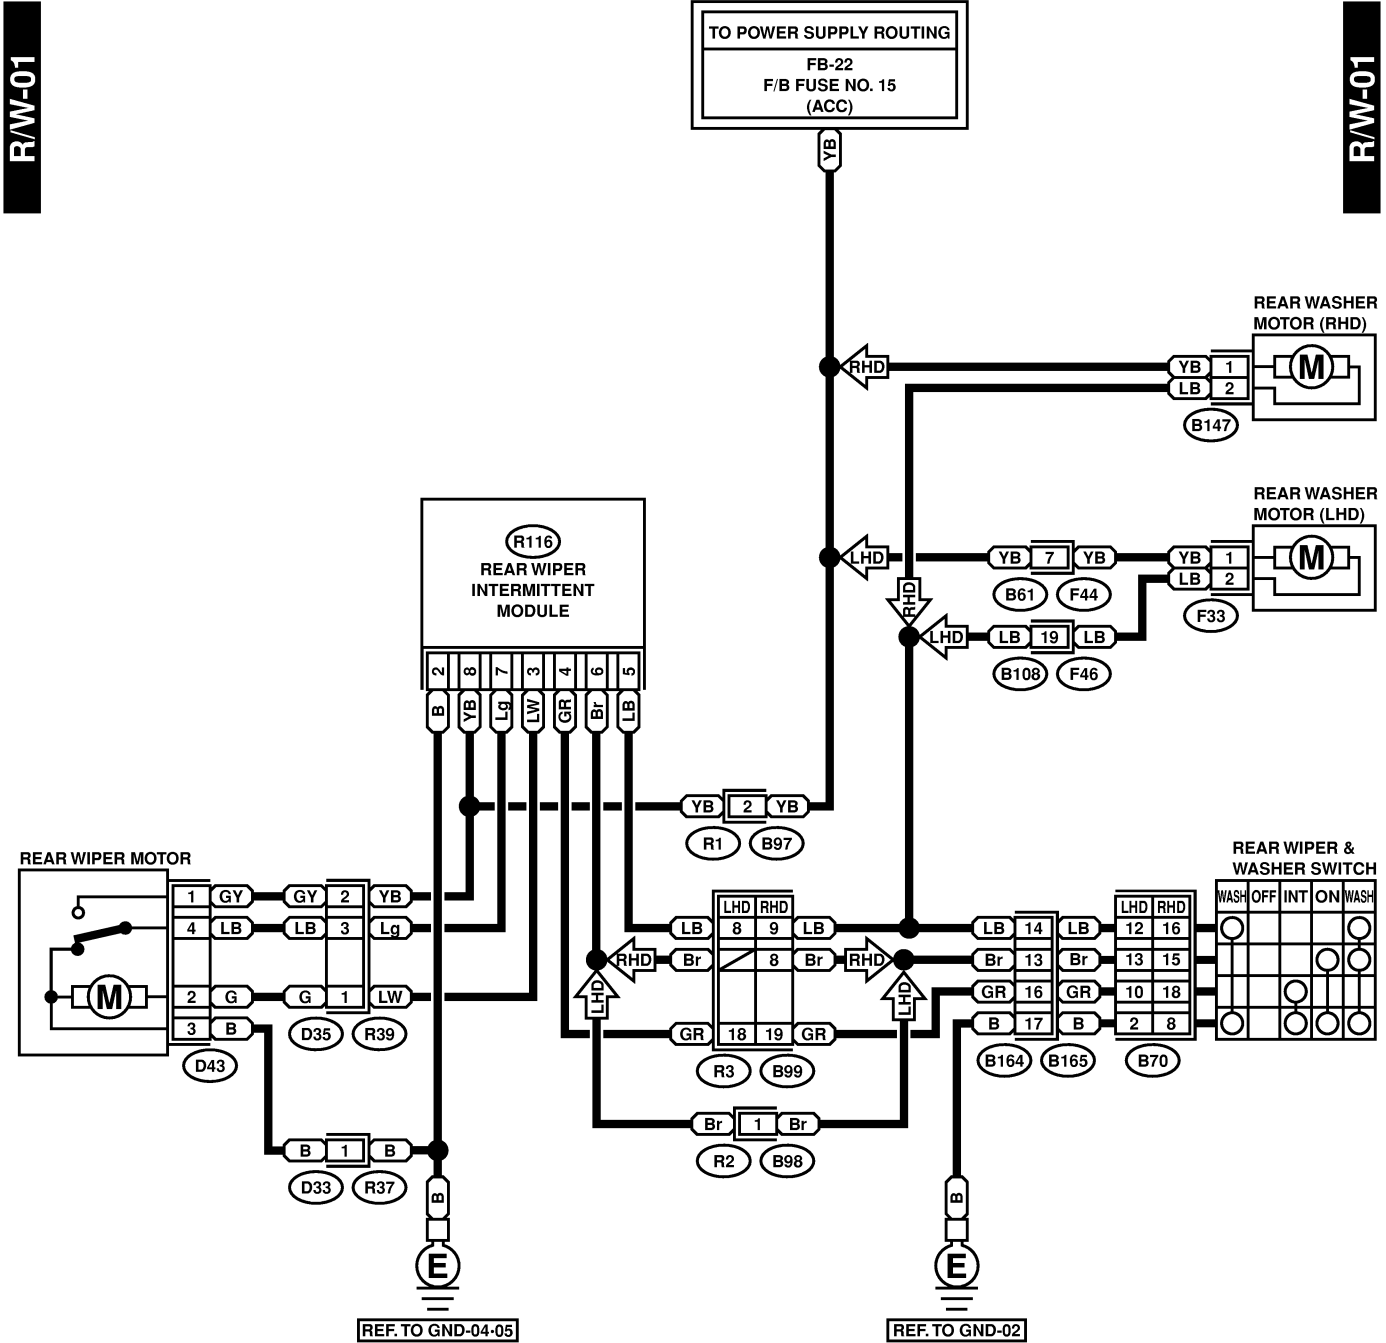 R/W-01
R/W-01
TO POWER SUPPLY ROUTING
FB-22
F/B FUSE NO. 15
(ACC)
YB
REAR WASHER
MOTOR (RHD)
RHD
YB 1
LB 2
M
B147
REAR WASHER
MOTOR (LHD)
LHD
YB 7 YB
YB 1
LB 2
M
B61 F44
F33
RHD
LHD
LB 19 LB
B108 F46
R116
REAR WIPER
INTERMITTENT
MODULE
2 8 7 3 4 6 5
B YB Lg LW GR Br LB
YB 2 YB
R1 B97
REAR WIPER MOTOR
1 GY GY 2 YB
4 LB LB 3 Lg
2 G G 1 LW
3 B
M
D35 R39
D43
B 1 B
D33 R37
B
E
REF. TO GND-04·05
LHD RHD
LB 8 9 LB
RHD Br 8 Br RHD
LHD
LHD
GR 18 19 GR
R3 B99
Br 1 Br
R2 B98
REAR WIPER &
WASHER SWITCH
WASH OFF INT ON WASH
LHD RHD
LB 14 LB 12 16
Br 13 Br 13 15
GR 16 GR 10 18
B 17 B 2 8
B164 B165 B70
B
E
REF. TO GND-02